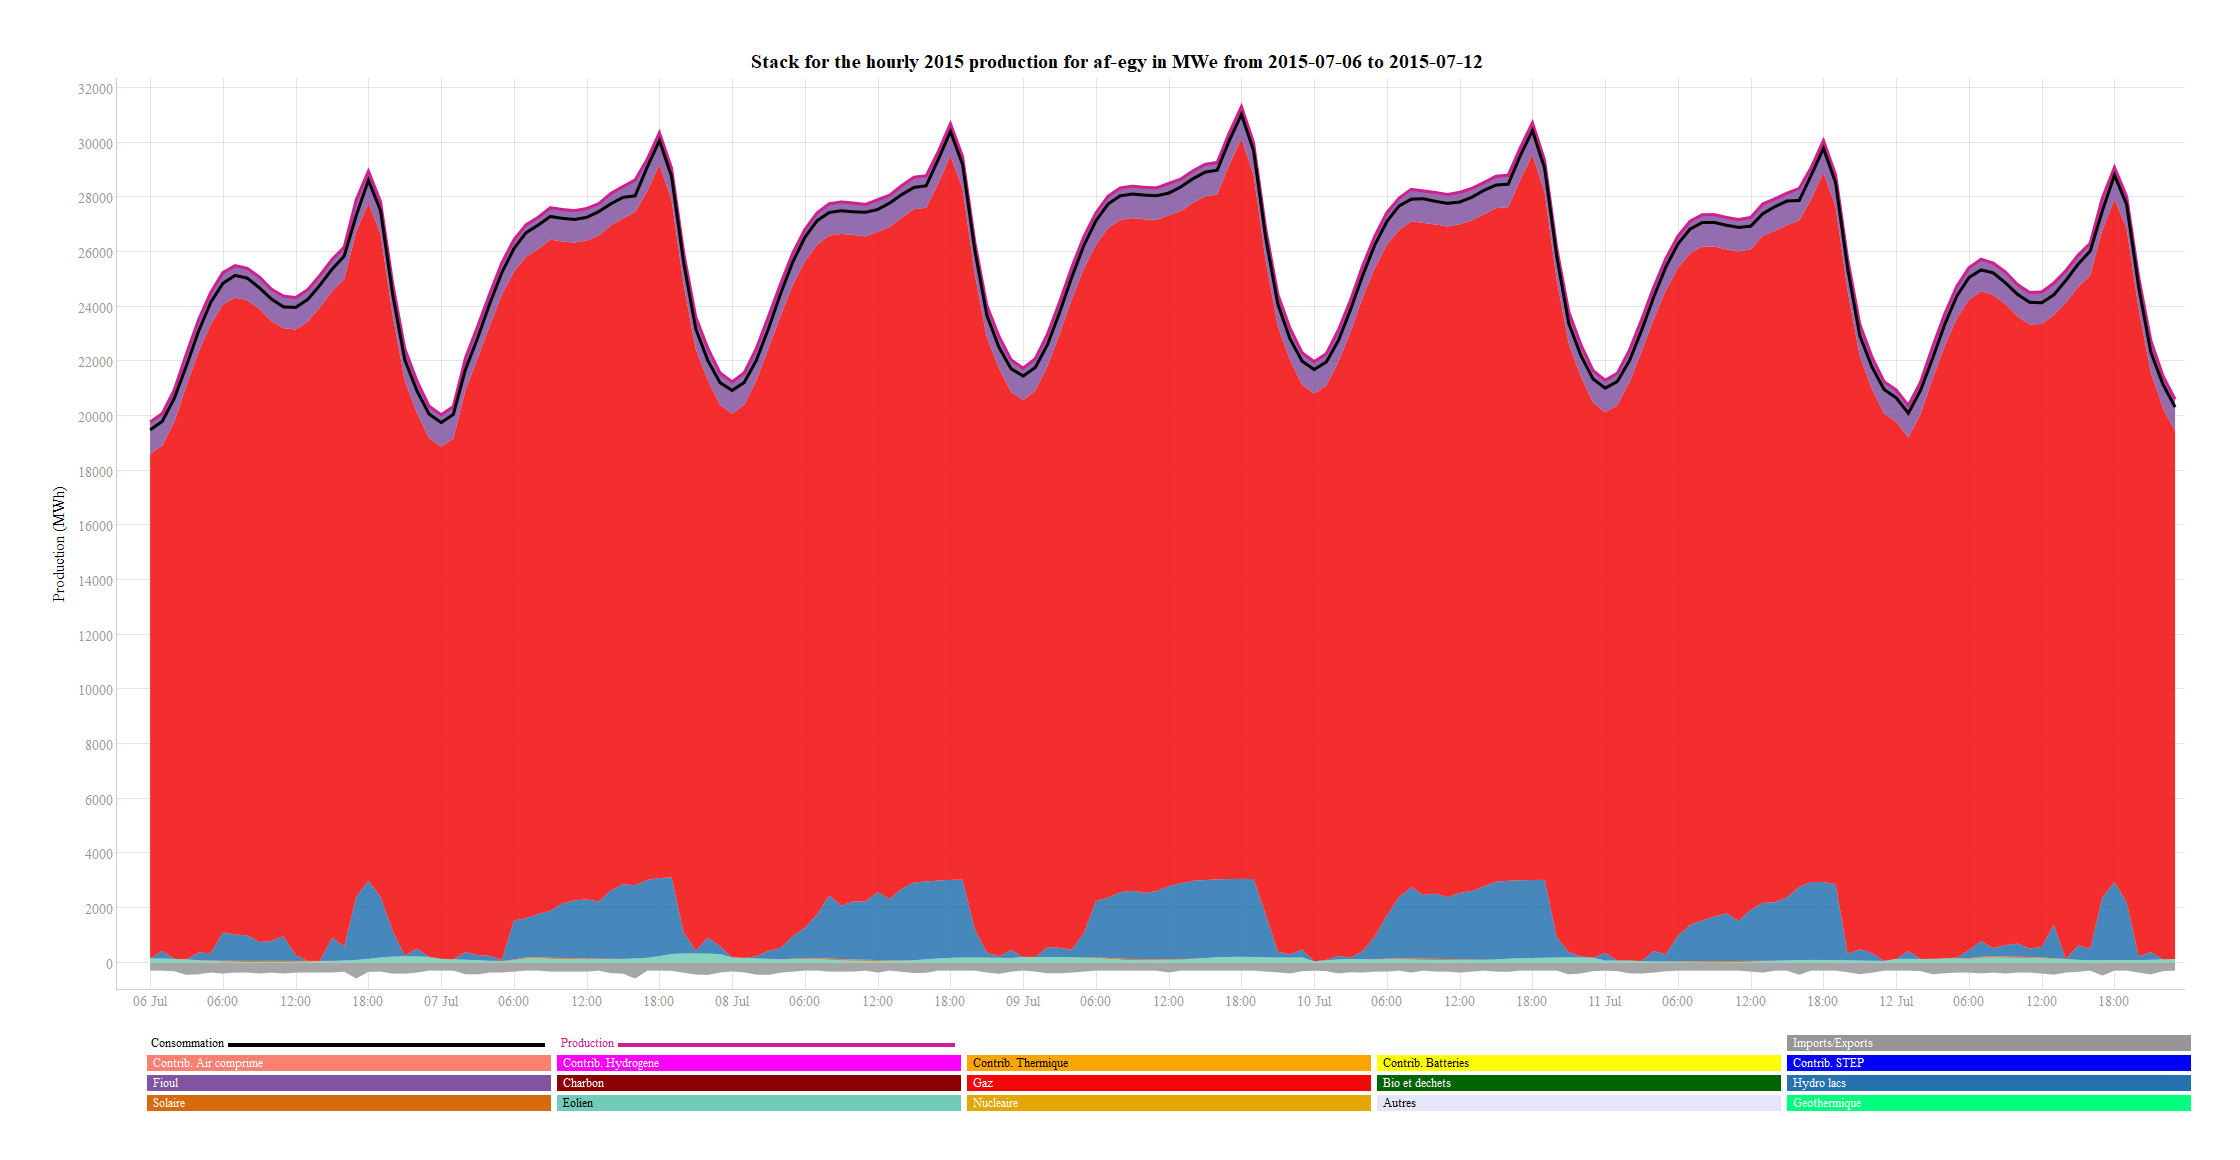 Stack for the hourly 2015 production for af-egy in MWe from 2015-07-06 to 2015-07-12
Production (MWh)
32000
30000
28000
26000
24000
22000
20000
18000
16000
14000
12000
10000
8000
6000
4000
2000
0
06 Jul 06:00 12:00 18:00 07 Jul 06:00 12:00 18:00 08 Jul 06:00 12:00 18:00 09 Jul 06:00 12:00 18:00 10 Jul 06:00 12:00 18:00 11 Jul 06:00 12:00 18:00 12 Jul 06:00 12:00 18:00
Consommation Production Imports/Exports
Contrib. Air comprime Contrib. Hydrogene Contrib. Thermique Contrib. Batteries Contrib. STEP
Fioul Charbon Gaz Bio et dechets Hydro lacs
Solaire Eolien Nucleaire Autres Geothermique